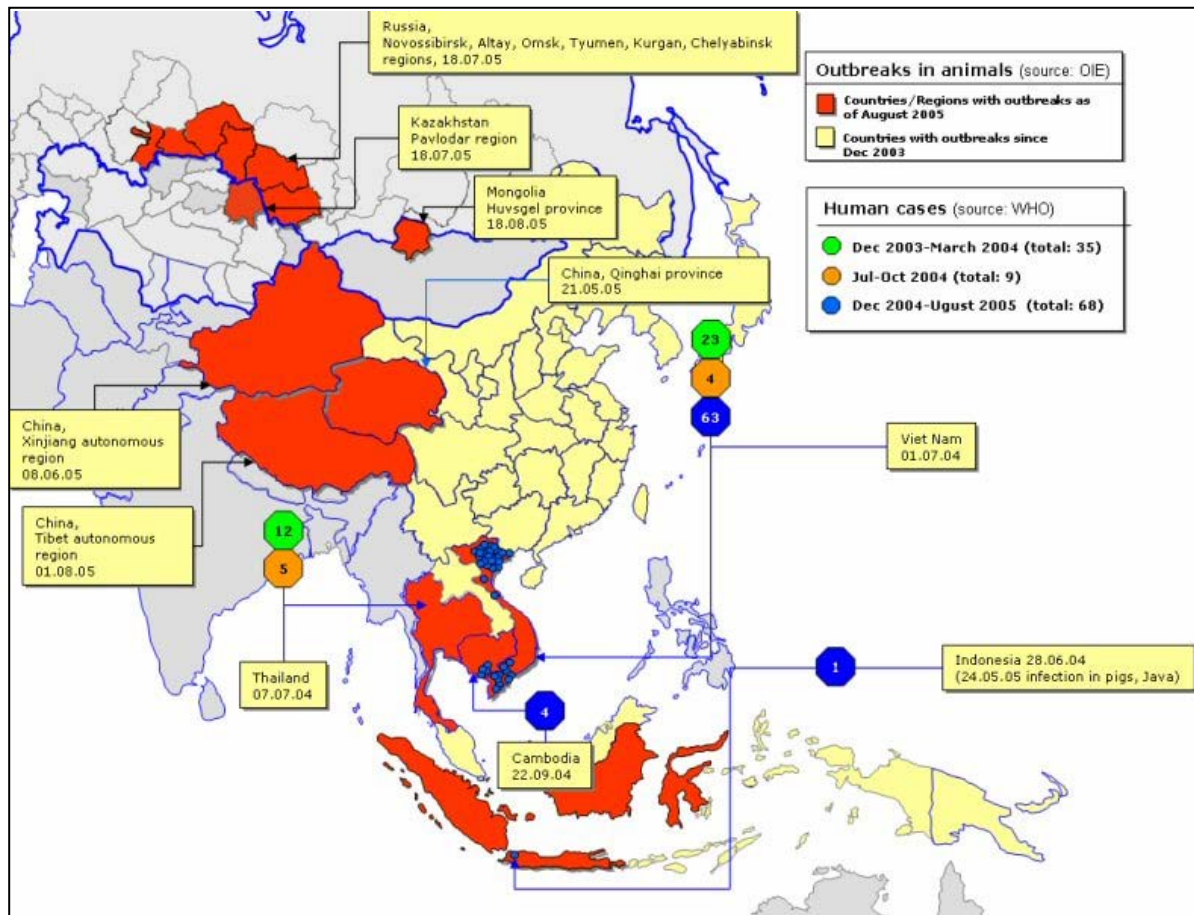 Russia,
Novossibirsk, Altay, Omsk, Tyumen, Kurgan, Chelyabinsk
regions, 18.07.05
Outbreaks in animals (source: OIE)
Countries/Regions with outbreaks as
of August 2005
Countries with outbreaks since
Dec 2003
Kazakhstan
Pavlodar region
18.07.05
Mongolia
Huvsgel province
18.08.05
Human cases (source: WHO)
Dec 2003-March 2004 (total: 35)
Jul-Oct 2004 (total: 9)
Dec 2004-Ugust 2005 (total: 68)
China, Qinghai province
21.05.05
23
4
63
China,
Xinjiang autonomous
region
08.06.05
Viet Nam
01.07.04
China,
Tibet autonomous
region
01.08.05
12
5
Thailand
07.07.04
1
Indonesia 28.06.04
(24.05.05 infection in pigs, Java)
4
Cambodia
22.09.04